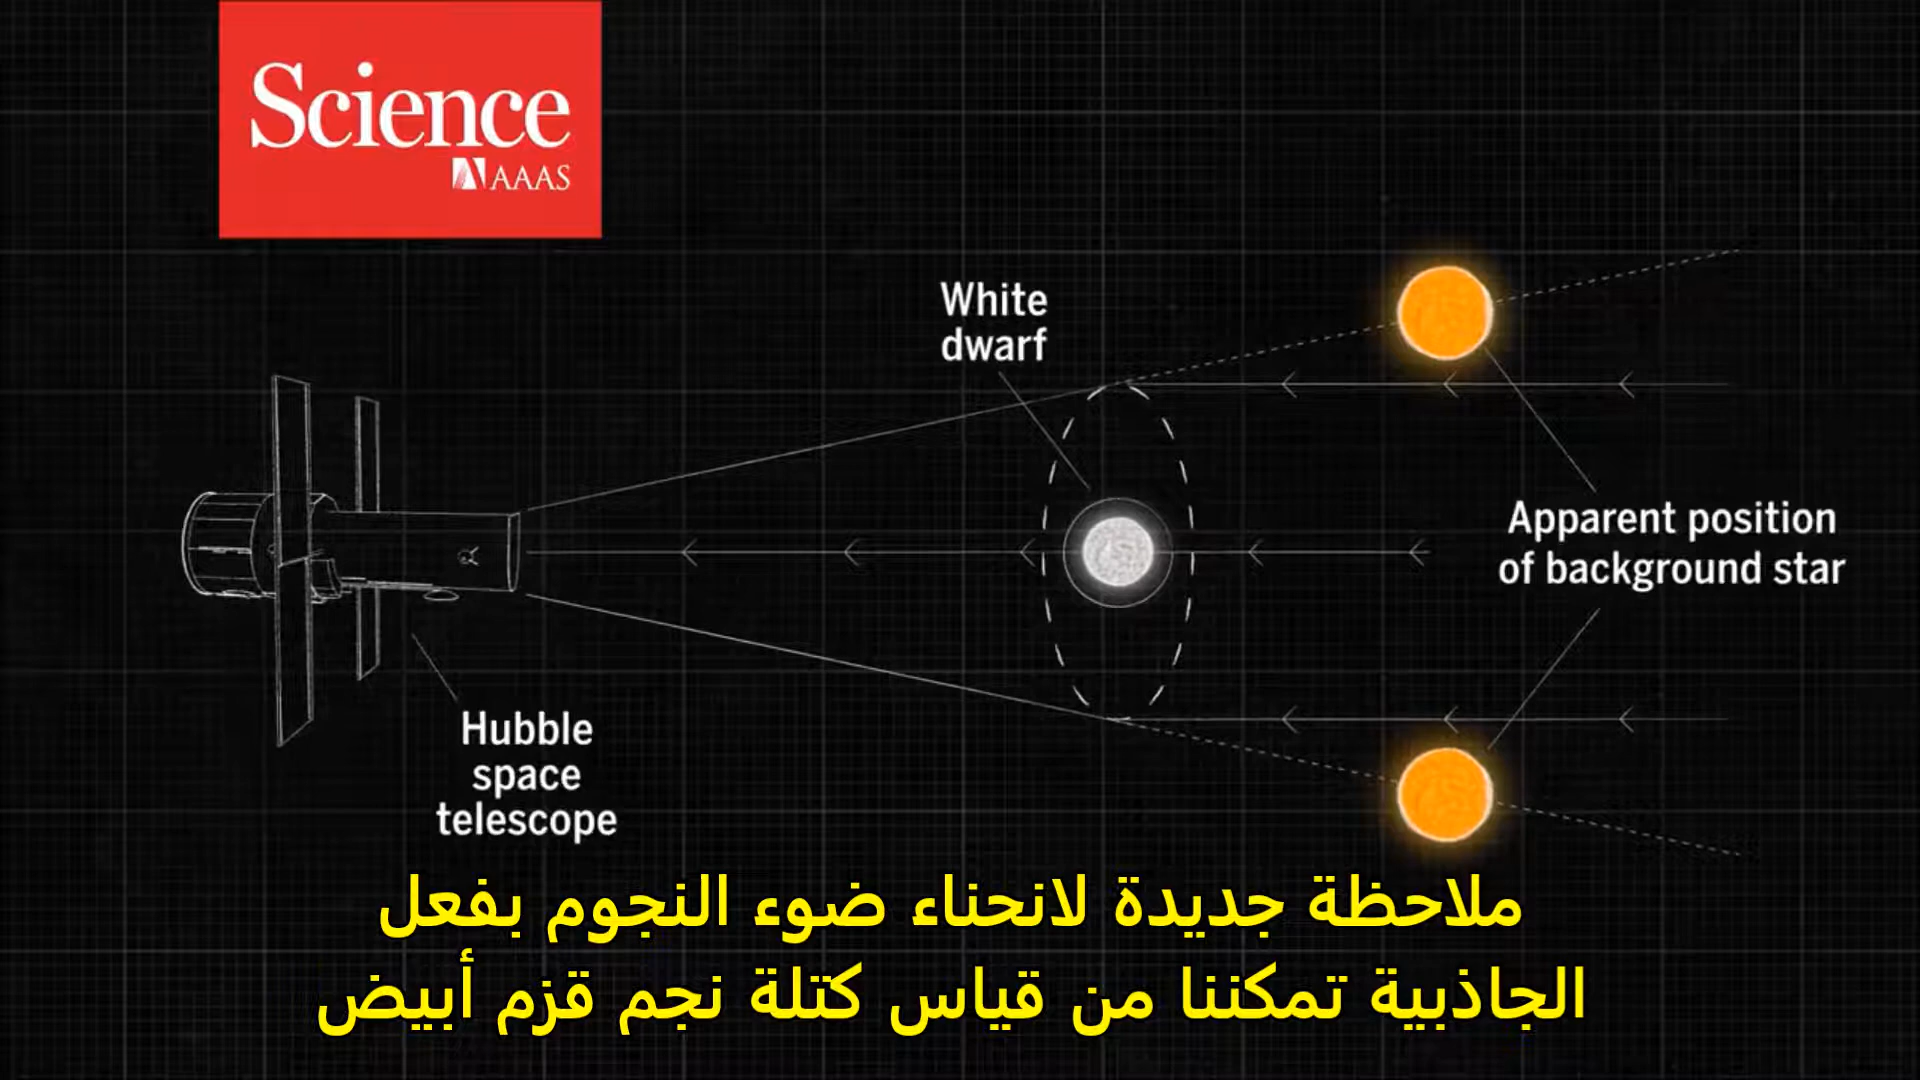 Science
AAAS
White
dwarf
Apparent position
of background star
Hubble
space
telescope
ملاحظة جديدة لانحناء ضوء النجوم بفعل
الجاذبية تمكننا من قياس كتلة نجم قزم أبيض